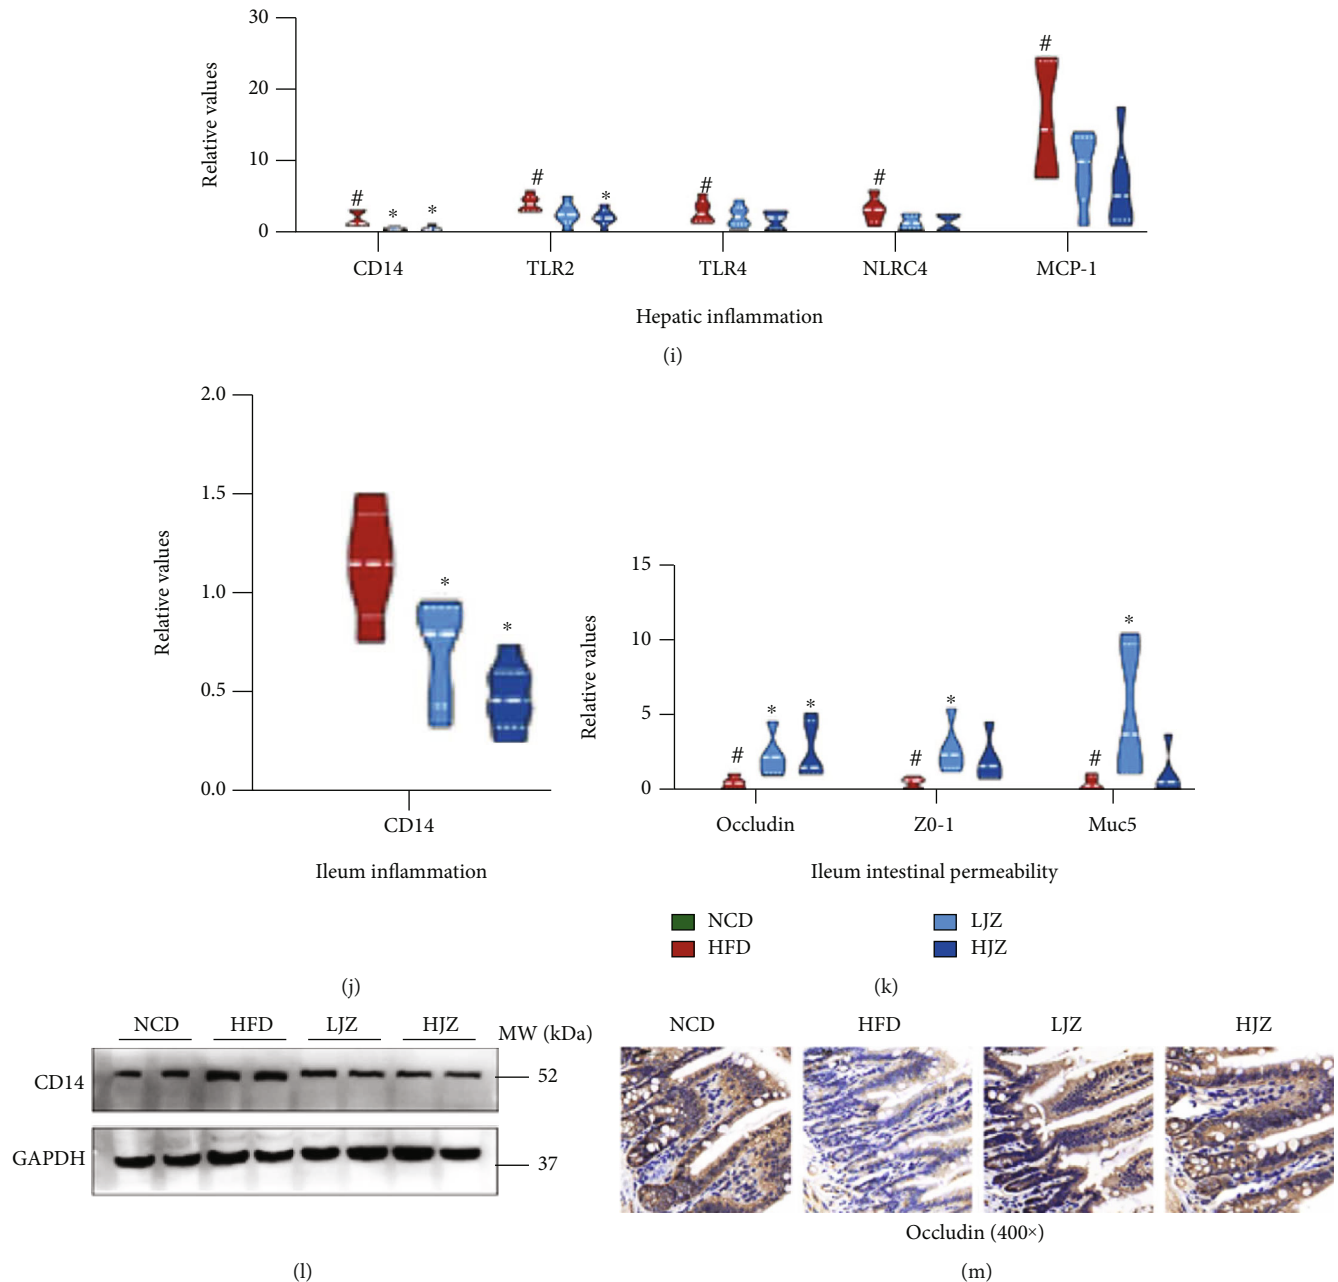 30
20
10
0
Relative values
# * * # * # # #
CD14 TLR2 TLR4 NLRC4 MCP-1
Hepatic inflammation
(i)
2.0
1.5
1.0
0.5
0.0
Relative values
* *
CD14
Ileum inflammation
(j)
15
10
5
0
Relative values
# * * # * # *
Occludin Z0-1 Muc5
Ileum intestinal permeability
NCD LJZ
HFD HJZ
(k)
NCD HFD LJZ HJZ MW (kDa)
CD14 52
GAPDH 37
(l)
NCD HFD LJZ HJZ
Occludin (400×)
(m)